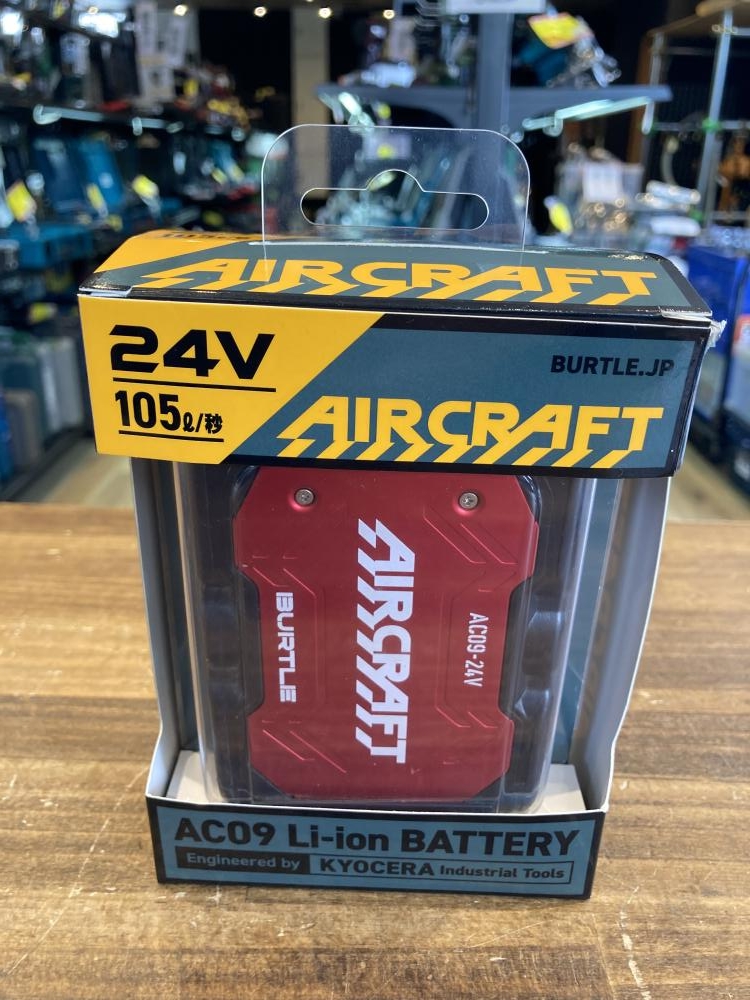 AIRCRAFT
24V
105ℓ/秒
BURTLE.JP
AIRCRAFT
BURTLE
AIRCRAFT
AC09-24V
AC09 Li-ion BATTERY
Engineered by KYOCERA Industrial Tools